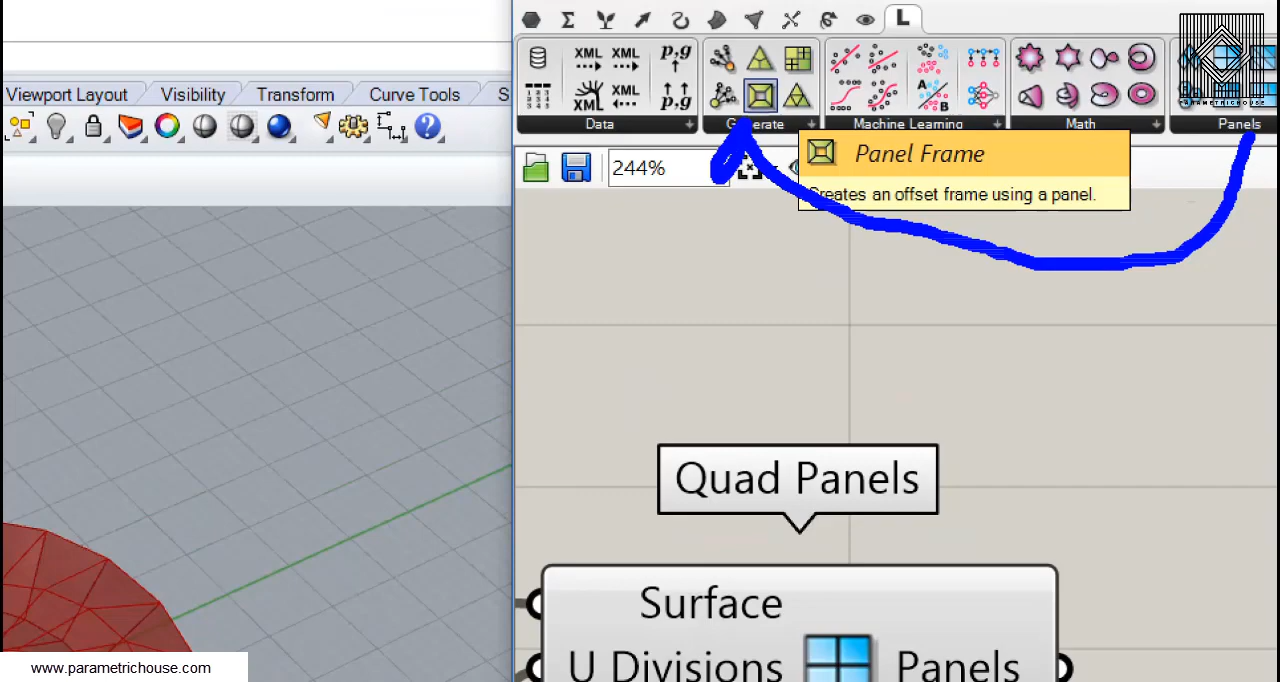 L
Viewport Layout Visibility Transform Curve Tools S
XML XML p,g
XML XML p,g
A
B
Data Generate Machine Learning Math Panels
PARAMETRICHOUSE
Panel Frame
244%
Creates an offset frame using a panel.
Quad Panels
Surface
U Divisions Panels
www.parametrichouse.com